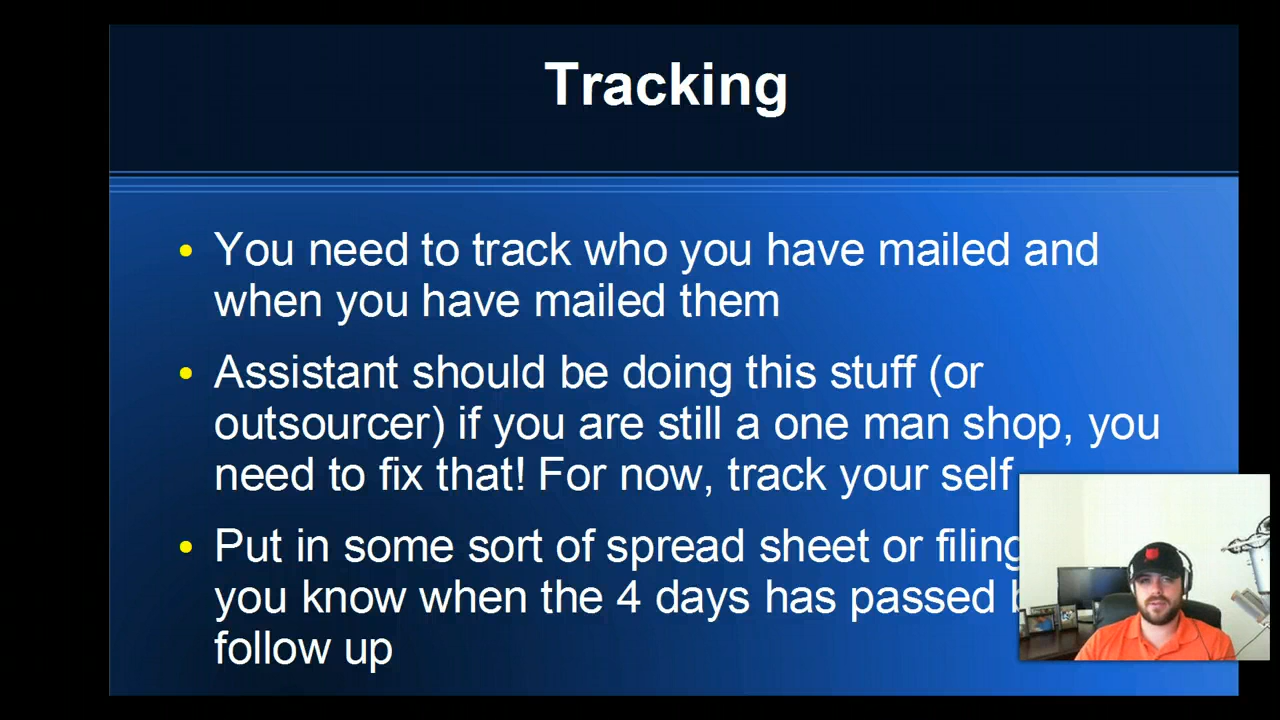 Tracking
You need to track who you have mailed and
when you have mailed them
Assistant should be doing this stuff (or
outsourcer) if you are still a one man shop, you
need to fix that! For now, track your self
Put in some sort of spread sheet or filing
you know when the 4 days has passed
follow up